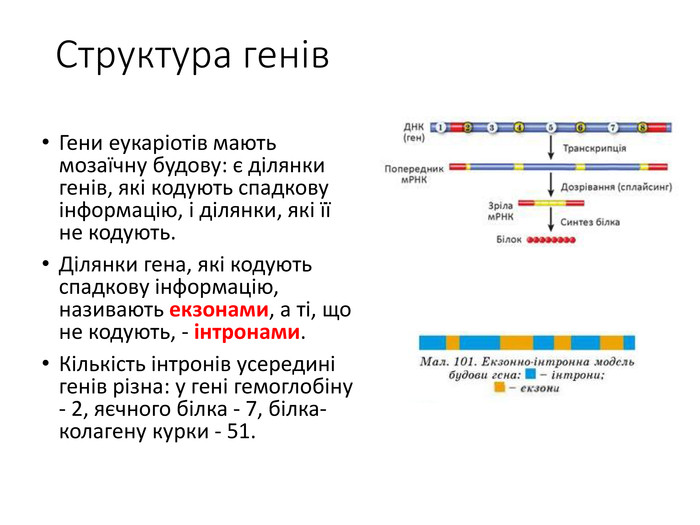 Структура генів
• Гени еукаріотів мають
мозаїчну будову: є ділянки
генів, які кодують спадкову
інформацію, і ділянки, які її
не кодують.
• Ділянки гена, які кодують
спадкову інформацію,
називають екзонами, а ті, що
не кодують, - інтронами.
• Кількість інтронів усередині
генів різна: у гені гемоглобіну
- 2, яєчного білка - 7, білка-
колагену курки - 51.
ДНК
(ген)
1 2 3 4 5 6 7 8
Транскрипція
Попередник
мРНК
Дозрівання (сплайсинг)
Зріла
мРНК
Синтез білка
Білок
Мал. 101. Екзонно-інтронна модель
будови гена: – інтрони;
– екзони